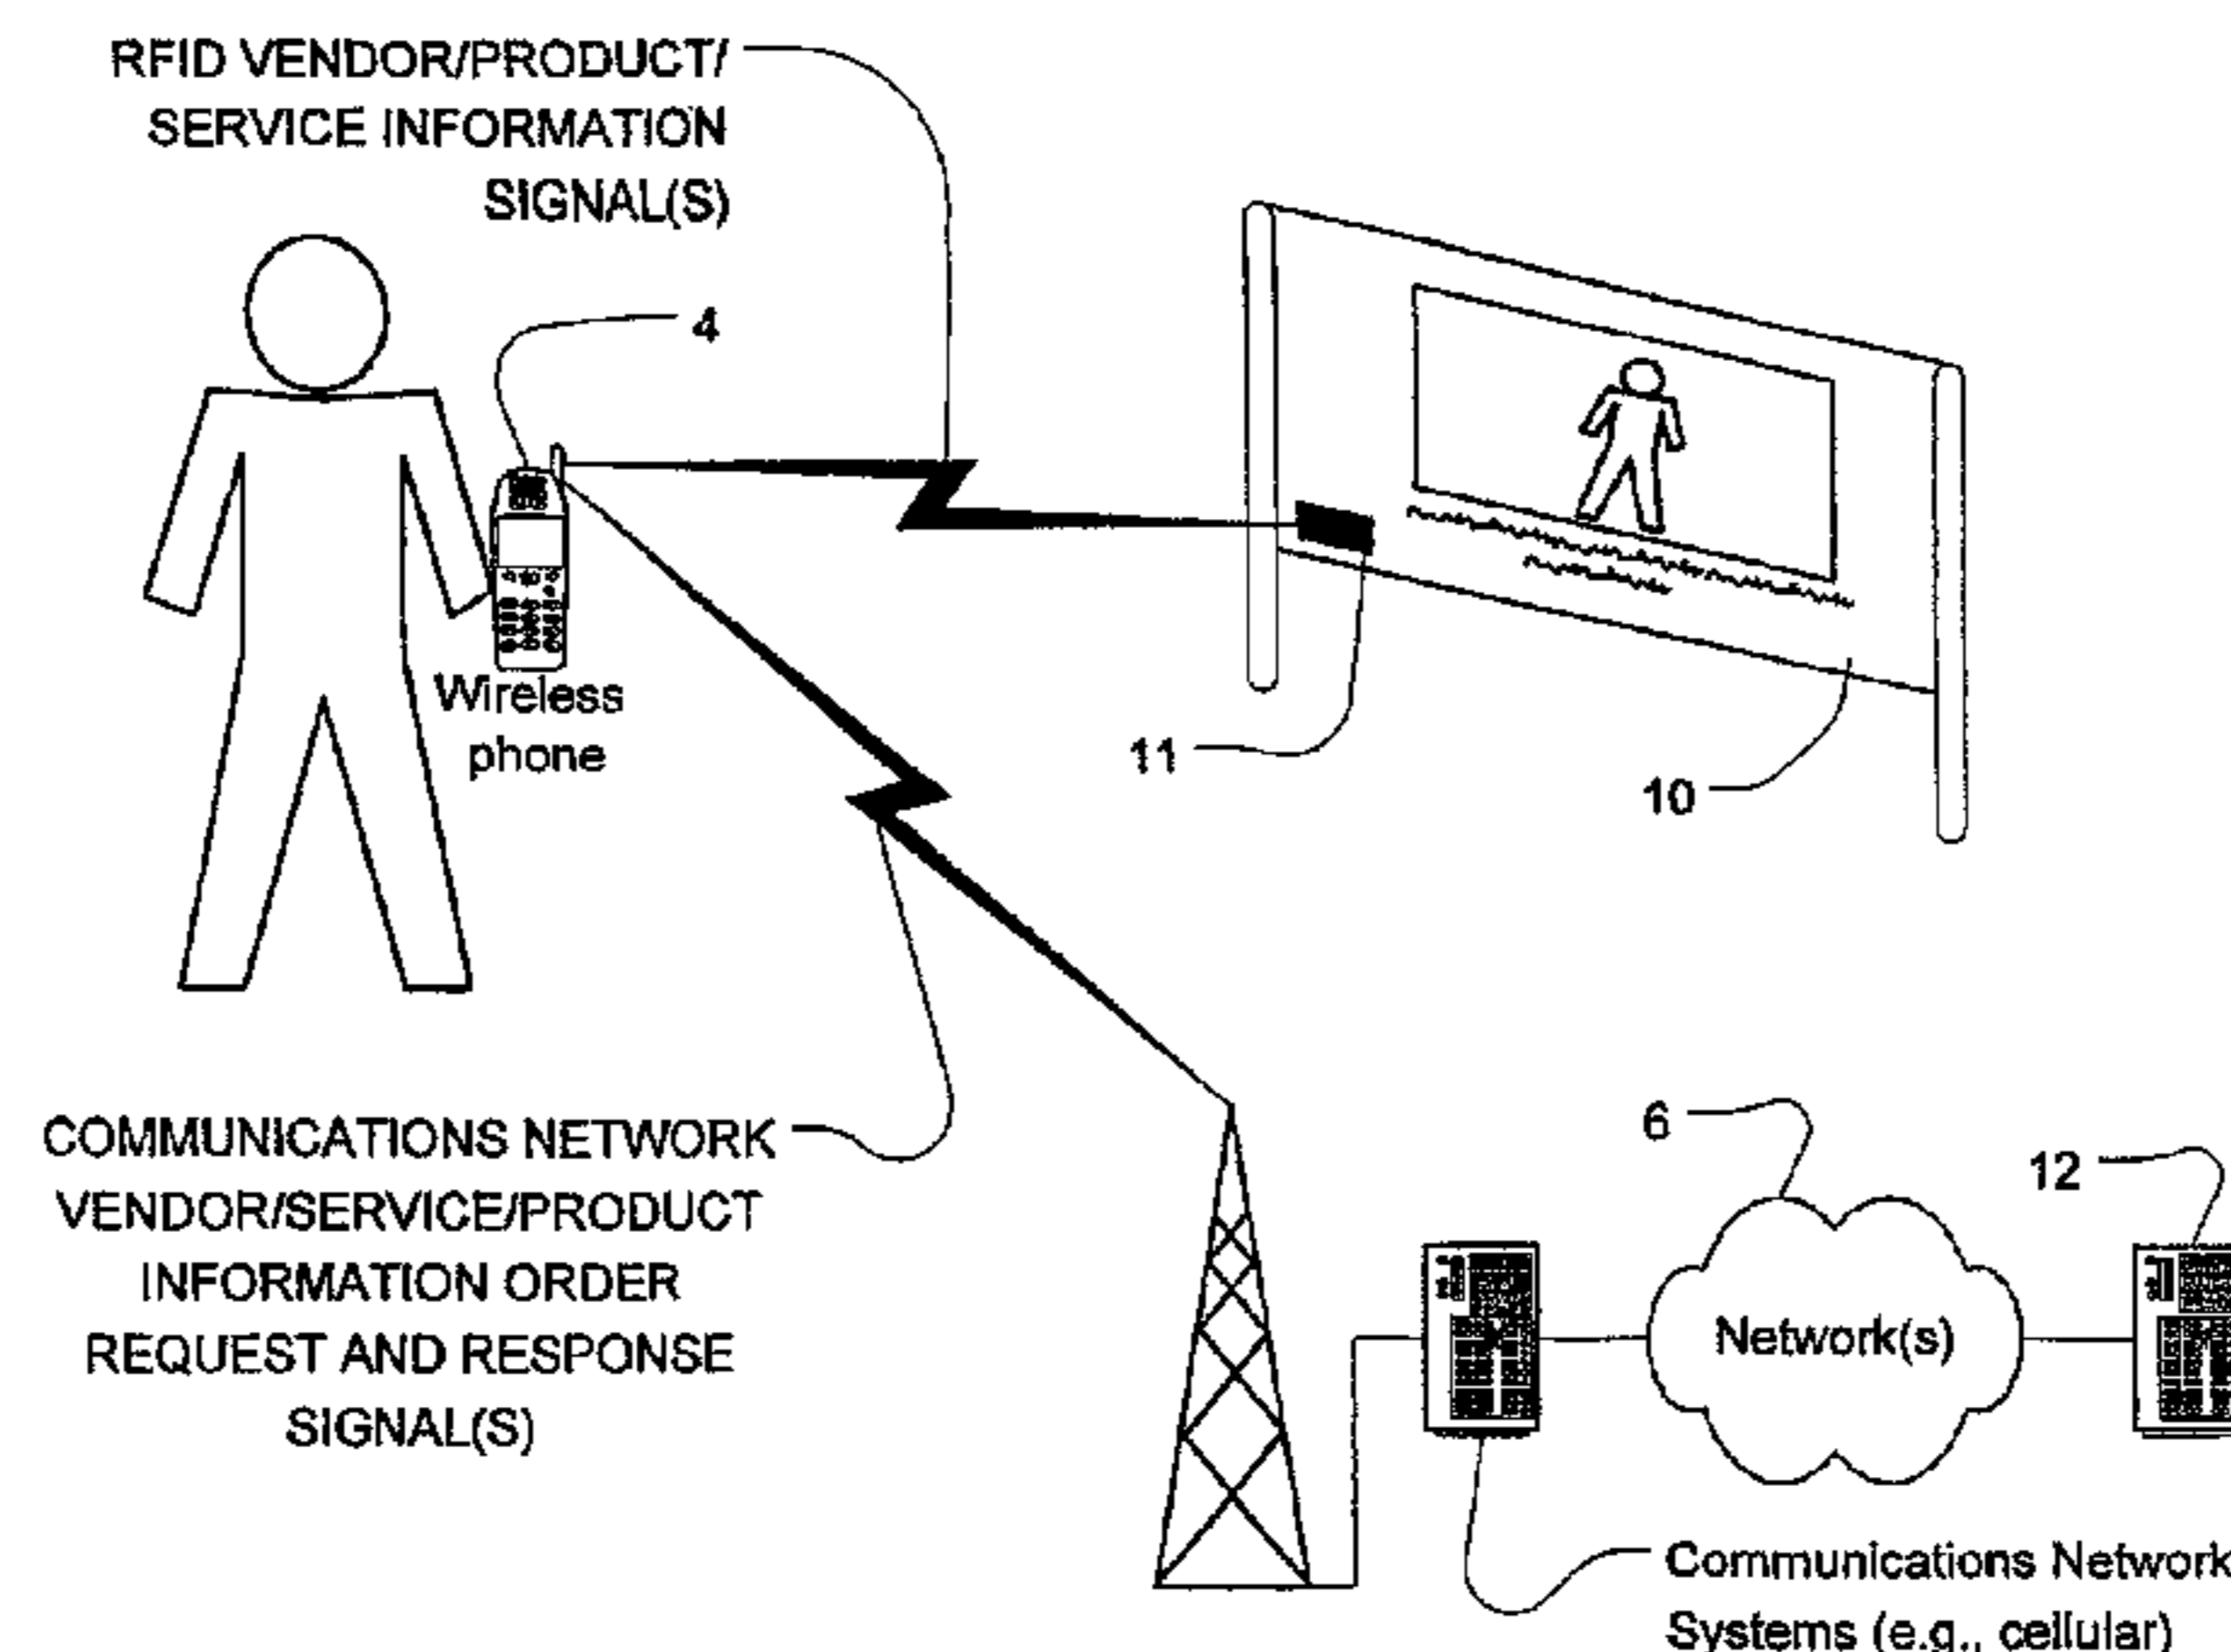 RFID VENDOR/PRODUCT/
SERVICE INFORMATION
SIGNAL(S)
4
Wireless
phone
11
10
COMMUNICATIONS NETWORK
VENDOR/SERVICE/PRODUCT
INFORMATION ORDER
REQUEST AND RESPONSE
SIGNAL(S)
6
12
Network(s)
Communications Network
Systems (e.g., cellular)